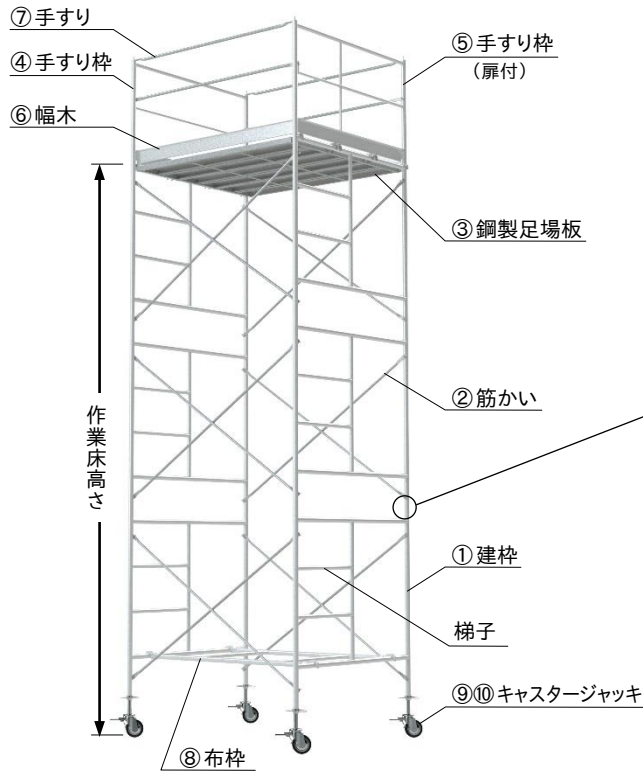 ⑦手すり
④手すり枠
⑤手すり枠
（扉付）
⑥幅木
③鋼製足場板
②筋かい
作業床高さ
①建枠
梯子
⑨⑩キャスタージャッキ
⑧布枠